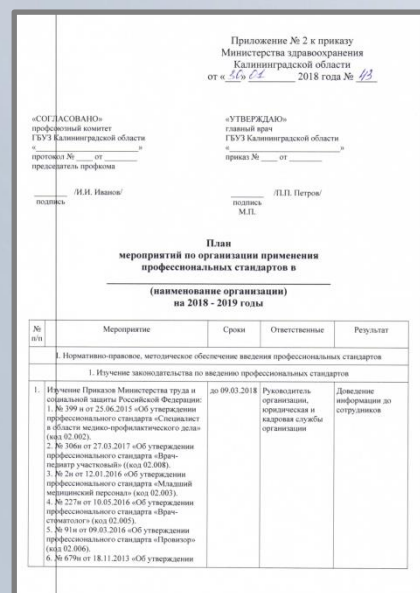 Приложение № 2 к приказу
Министерства здравоохранения
Калининградской области
от «30» 01 2018 года № 43
«СОГЛАСОВАНО»
профсоюзный комитет
ГБУЗ Калининградской области
«____________________»
протокол № ____ от ______
председатель профкома
________ /И.И. Иванов/
подпись
«УТВЕРЖДАЮ»
главный врач
ГБУЗ Калининградской области
«____________________»
приказ № ____ от ______
________ /П.П. Петров/
подпись
М.П.
План
мероприятий по организации применения
профессиональных стандартов в
______________________________
(наименование организации)
на 2018 - 2019 годы
№ п/п Мероприятие Сроки Ответственные Результат
I. Нормативно-правовое, методическое обеспечение введения профессиональных стандартов
1. Изучение законодательства по введению профессиональных стандартов
1. Изучение Приказов Министерства труда и до 09.03.2018 Руководитель Доведение
социальной защиты Российской Федерации: организации, информации до
1. № 399 н от 25.06.2015 «Об утверждении юридическая и сотрудников
профессионального стандарта «Специалист кадровая службы
в области медико-профилактического дела» организации
(код 02.002).
2. № 306н от 27.03.2017 «Об утверждении
профессионального стандарта «Врач-
педиатр участковый» ((код 02.008).
3. № 2н от 12.01.2016 «Об утверждении
профессионального стандарта «Младший
медицинский персонал» (код 02.003).
4. № 227н от 10.05.2016 «Об утверждении
профессионального стандарта «Врач-
стоматолог» (код 02.005).
5. № 91н от 09.03.2016 «Об утверждении
профессионального стандарта «Провизор»
(код 02.006).
6. № 679н от 18.11.2013 «Об утверждении